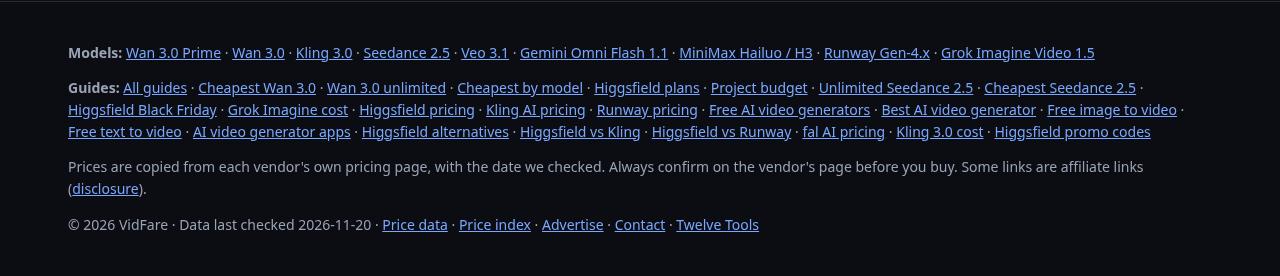 Models: Wan 3.0 Prime · Wan 3.0 · Kling 3.0 · Seedance 2.5 · Veo 3.1 · Gemini Omni Flash 1.1 · MiniMax Hailuo / H3 · Runway Gen-4.x · Grok Imagine Video 1.5
Guides: All guides · Cheapest Wan 3.0 · Wan 3.0 unlimited · Cheapest by model · Higgsfield plans · Project budget · Unlimited Seedance 2.5 · Cheapest Seedance 2.5 ·
Higgsfield Black Friday · Grok Imagine cost · Higgsfield pricing · Kling AI pricing · Runway pricing · Free AI video generators · Best AI video generator · Free image to video ·
Free text to video · AI video generator apps · Higgsfield alternatives · Higgsfield vs Kling · Higgsfield vs Runway · fal AI pricing · Kling 3.0 cost · Higgsfield promo codes
Prices are copied from each vendor's own pricing page, with the date we checked. Always confirm on the vendor's page before you buy. Some links are affiliate links
(disclosure).
© 2026 VidFare · Data last checked 2026-11-20 · Price data · Price index · Advertise · Contact · Twelve Tools